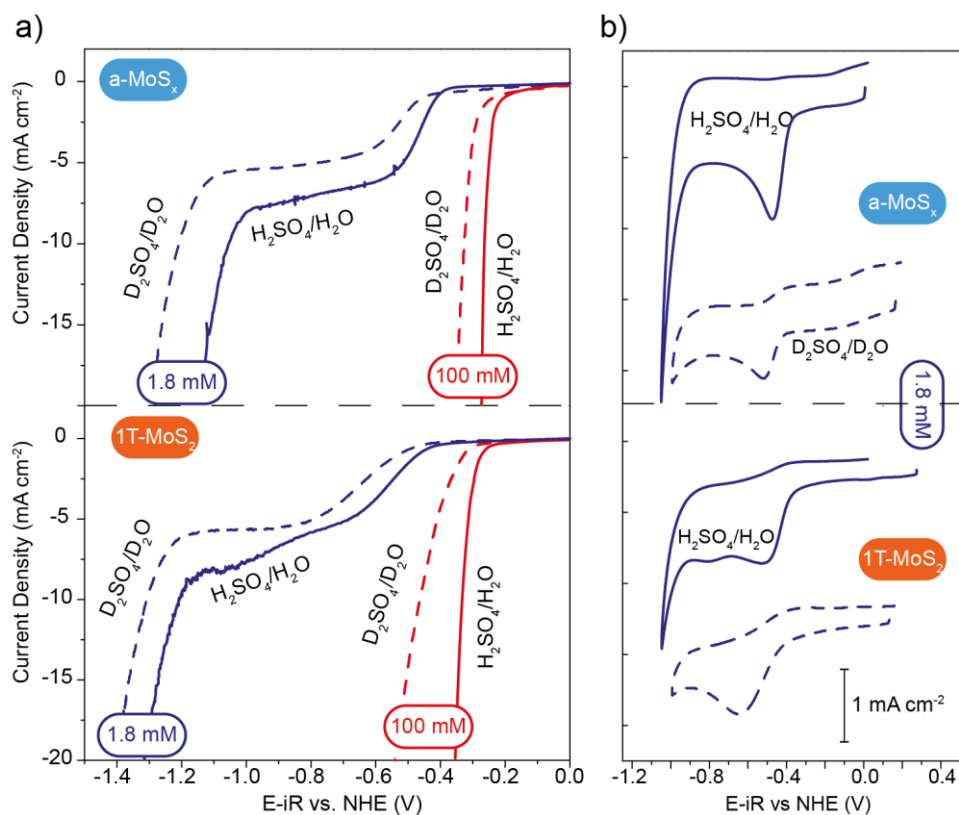 a)
a-MoSₓ
H₂SO₄/H₂O
D₂SO₄/D₂O
D₂SO₄/D₂O
H₂SO₄/H₂O
1.8 mM
100 mM
0
-5
-10
-15
Current Density (mA cm⁻²)
1T-MoS₂
D₂SO₄/D₂O
H₂SO₄/H₂O
D₂SO₄/D₂O
H₂SO₄/H₂O
1.8 mM
100 mM
0
-5
-10
-15
-20
Current Density (mA cm⁻²)
-1.4 -1.2 -1.0 -0.8 -0.6 -0.4 -0.2 0.0
E-iR vs. NHE (V)
b)
H₂SO₄/H₂O
a-MoSₓ
D₂SO₄/D₂O
1.8 mM
H₂SO₄/H₂O
1T-MoS₂
1 mA cm⁻²
-1.2 -0.8 -0.4 0.0 0.4
E-iR vs NHE (V)